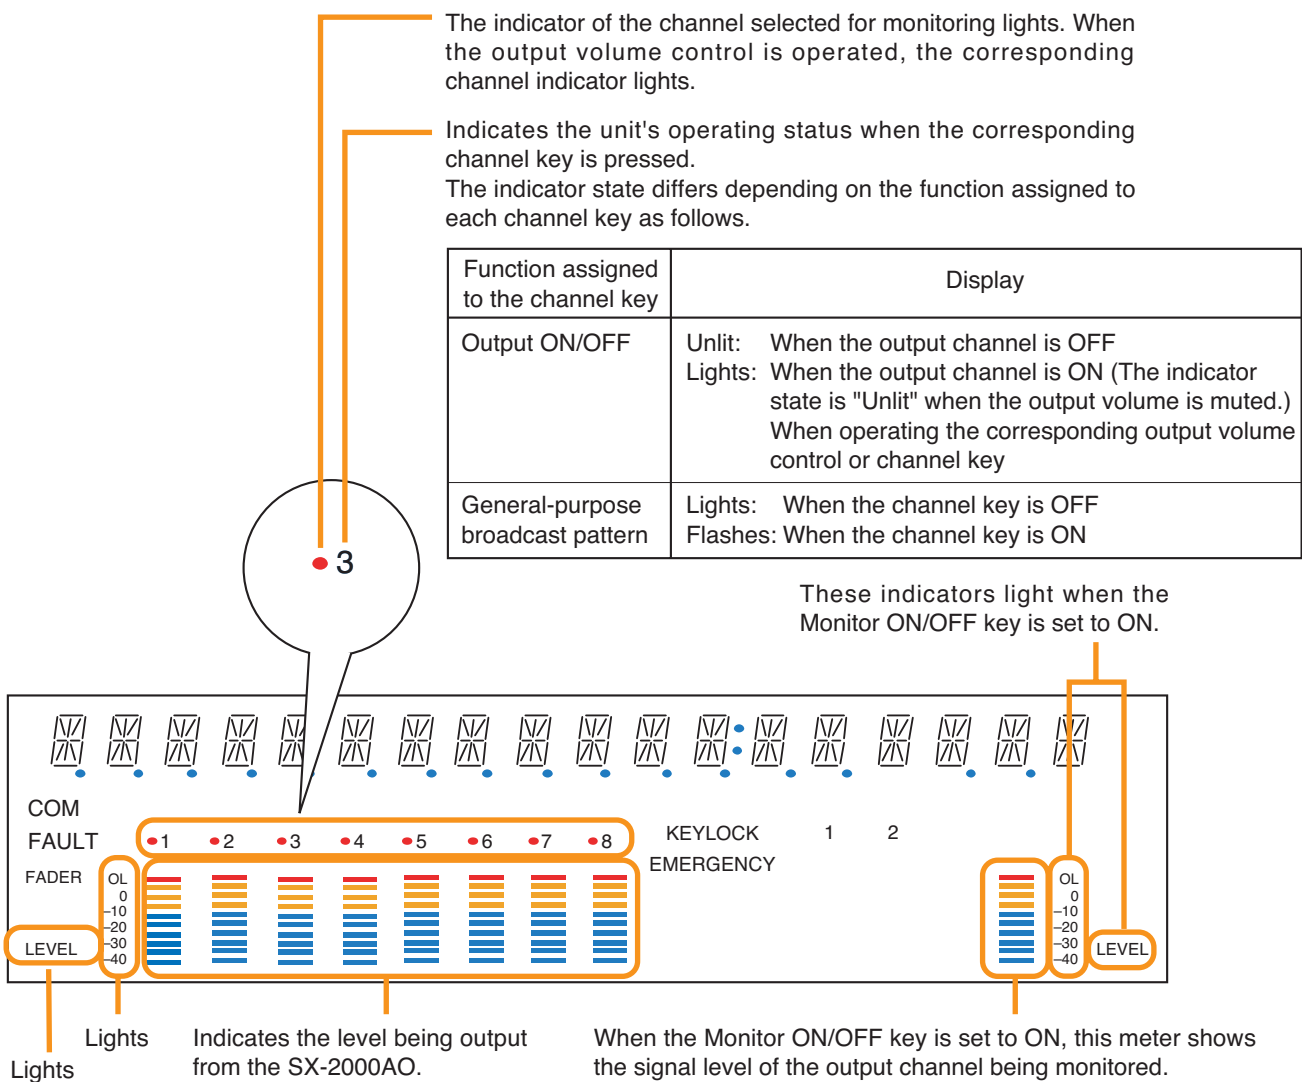 The indicator of the channel selected for monitoring lights. When
the output volume control is operated, the corresponding
channel indicator lights.
Indicates the unit's operating status when the corresponding
channel key is pressed.
The indicator state differs depending on the function assigned to
each channel key as follows.
Function assigned
to the channel key
Display
Output ON/OFF
Unlit: When the output channel is OFF
Lights: When the output channel is ON (The indicator
state is "Unlit" when the output volume is muted.)
When operating the corresponding output volume
control or channel key
General-purpose
broadcast pattern
Lights: When the channel key is OFF
Flashes: When the channel key is ON
3
These indicators light when the
Monitor ON/OFF key is set to ON.
COM
FAULT
1 2 3 4 5 6 7 8
KEYLOCK 1 2
EMERGENCY
FADER
OL
0
–10
–20
–30
–40
LEVEL
OL
0
–10
–20
–30
–40
LEVEL
Lights
Lights
Indicates the level being output
from the SX-2000AO.
When the Monitor ON/OFF key is set to ON, this meter shows
the signal level of the output channel being monitored.